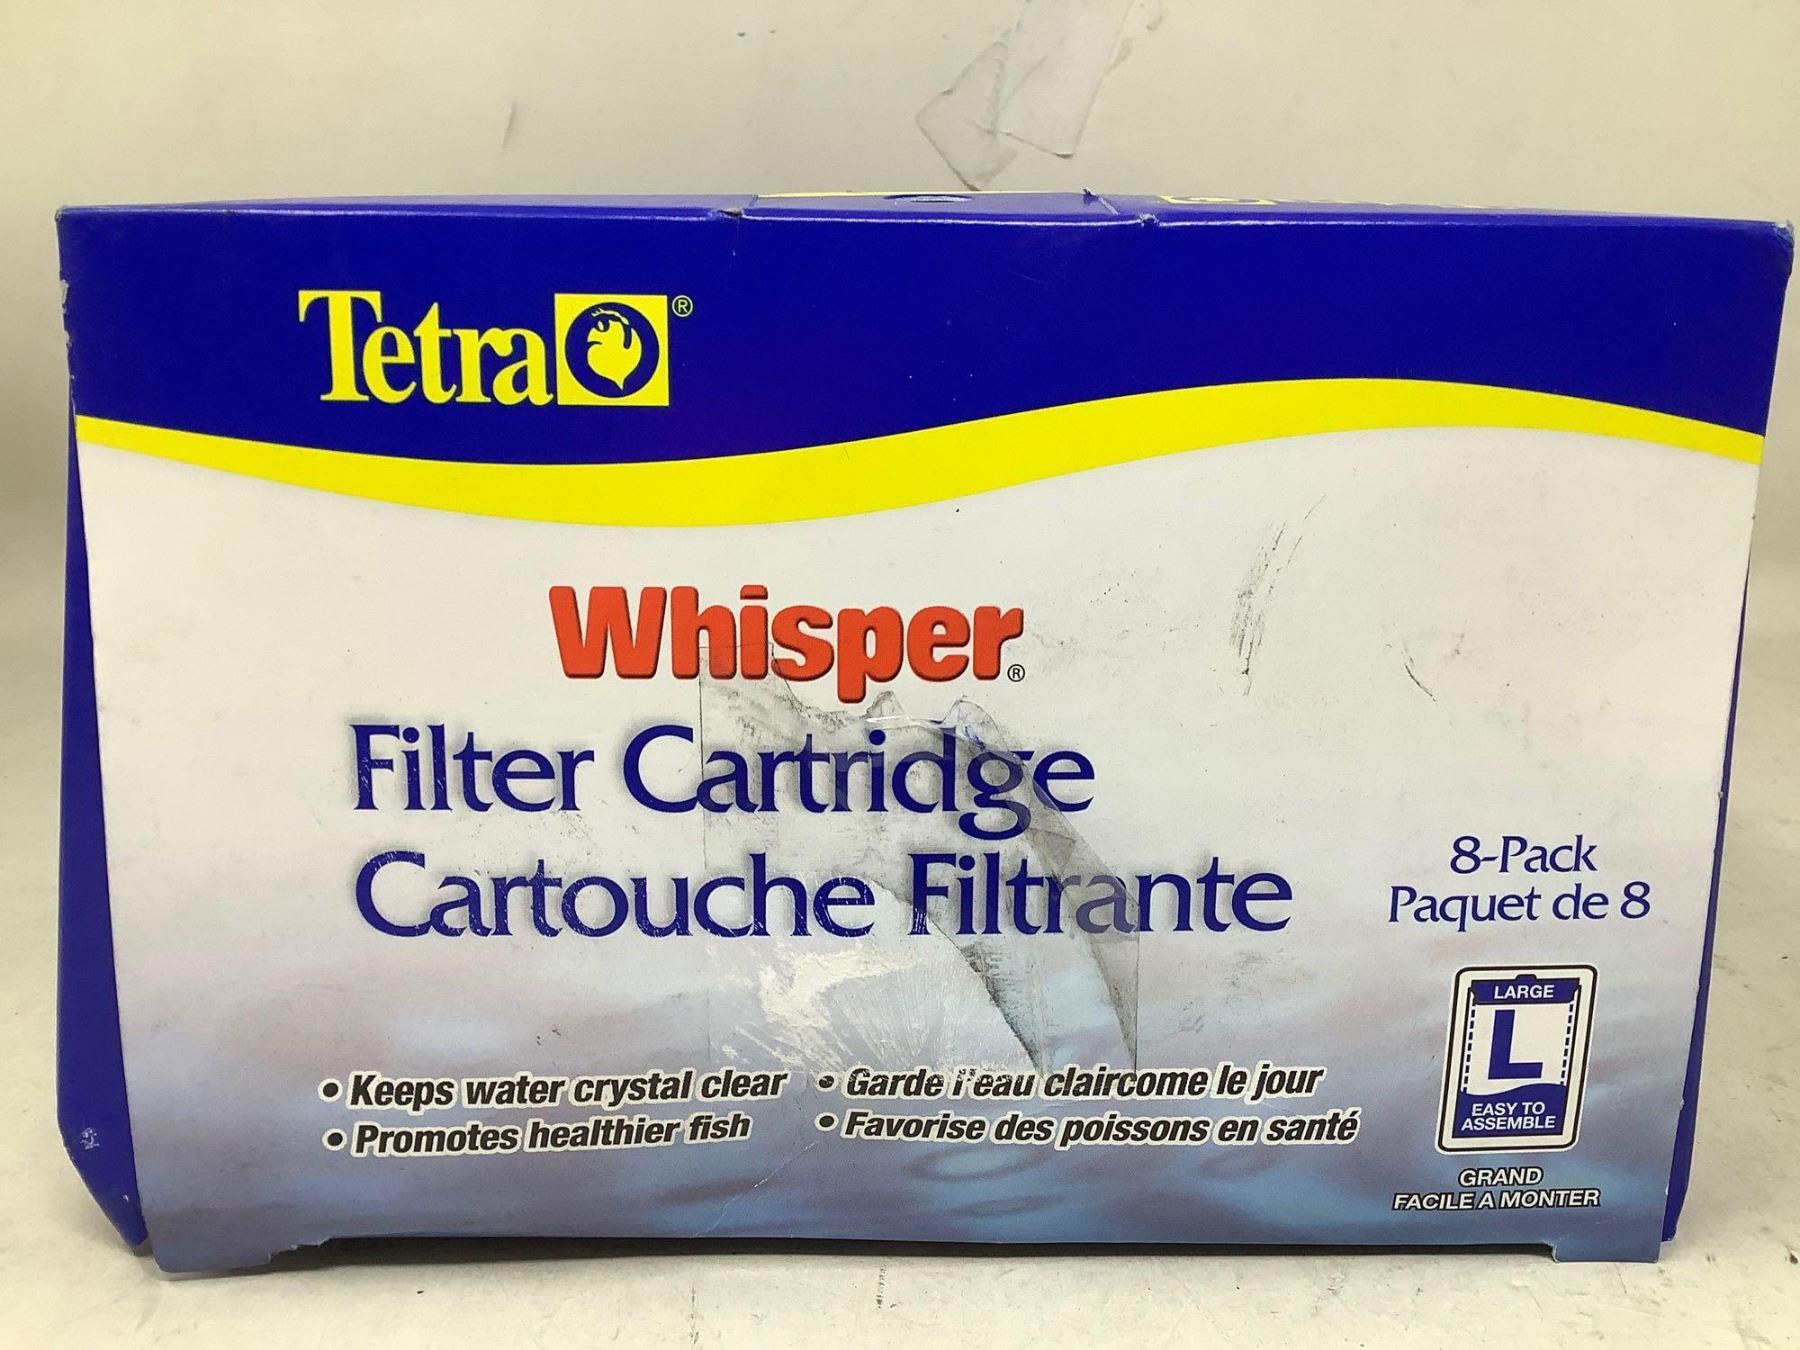 Tetra®
Whisper®
Filter Cartridge
Cartouche Filtrante
8-Pack
Paquet de 8
• Keeps water crystal clear
• Promotes healthier fish
• Garde l'eau claircome le jour
• Favorise des poissons en santé
LARGE
L
EASY TO
ASSEMBLE
GRAND
FACILE A MONTER